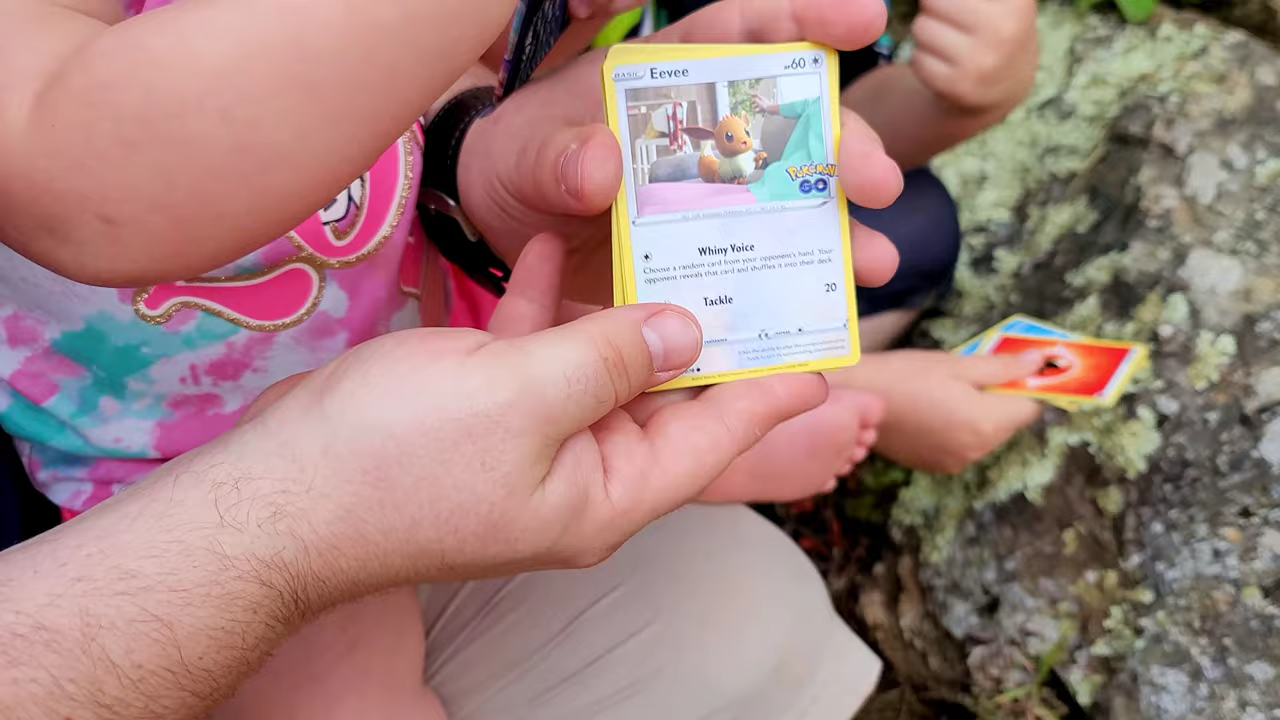 BASIC Eevee HP60
POKÉMON
GO
Whiny Voice
Choose a random card from your opponent's hand. Your
opponent reveals that card and shuffles it into their deck.
Tackle 20